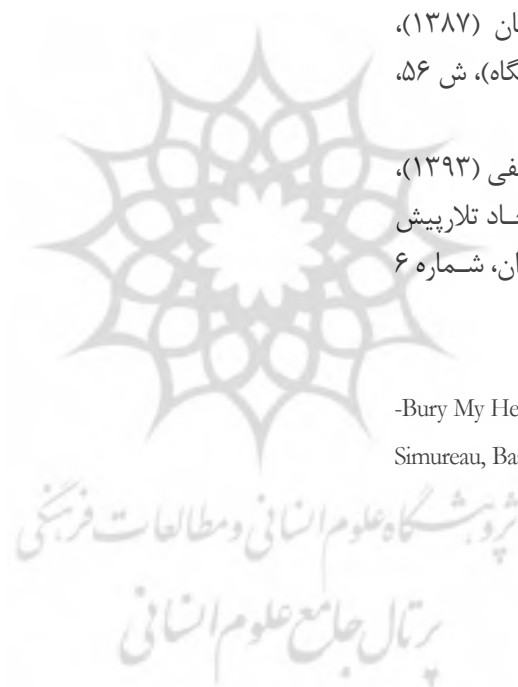 ان (۱۳۸۷)،
گاه)، ش ۵۶،
فی (۱۳۹۳)،
ـاد تلارپیش
ان، شـماره ۶
-Bury My He
Simureau, Ba
پژوهشگاه علوم انسانی و مطالعات فرهنگی
پرتال جامع علوم انسانی